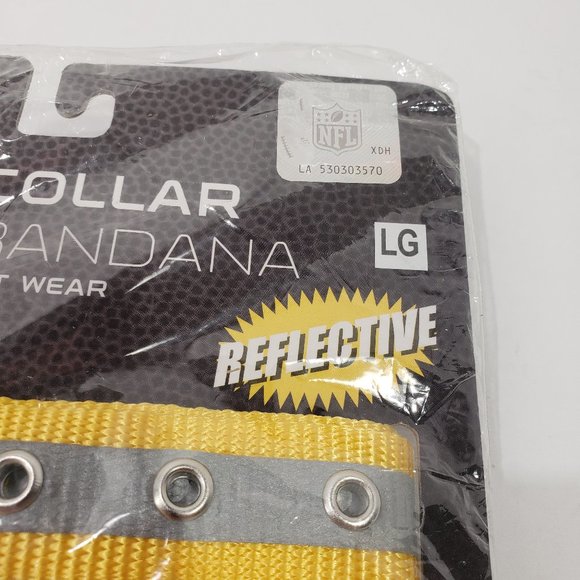 NFL
XDH
LA 530303570
COLLAR
BANDANA
LG
T WEAR
REFLECTIVE